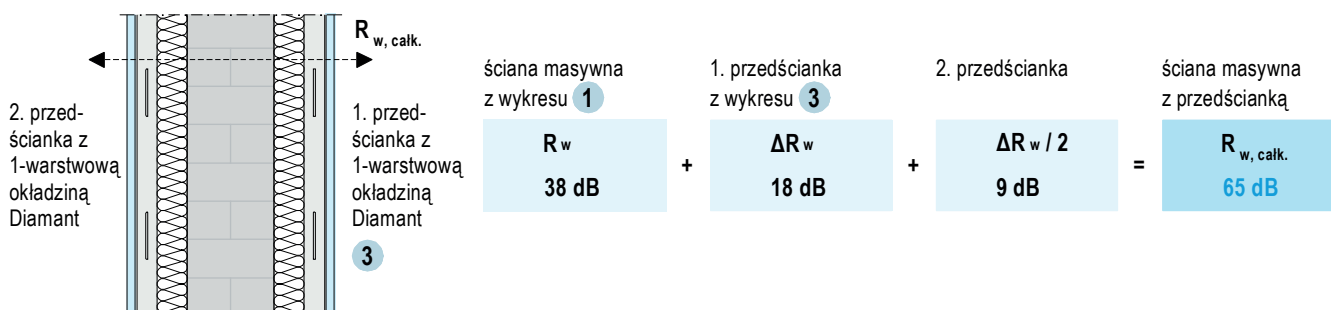 R w, całk.
2. przed-
ścianka z
1-warstwową
okładziną
Diamant
1. przed-
ścianka z
1-warstwową
okładziną
Diamant
3
ściana masywna
z wykresu 1
R w
38 dB
+
1. przedścianka
z wykresu 3
ΔR w
18 dB
+
2. przedścianka
ΔR w / 2
9 dB
=
ściana masywna
z przedścianką
R w, całk.
65 dB